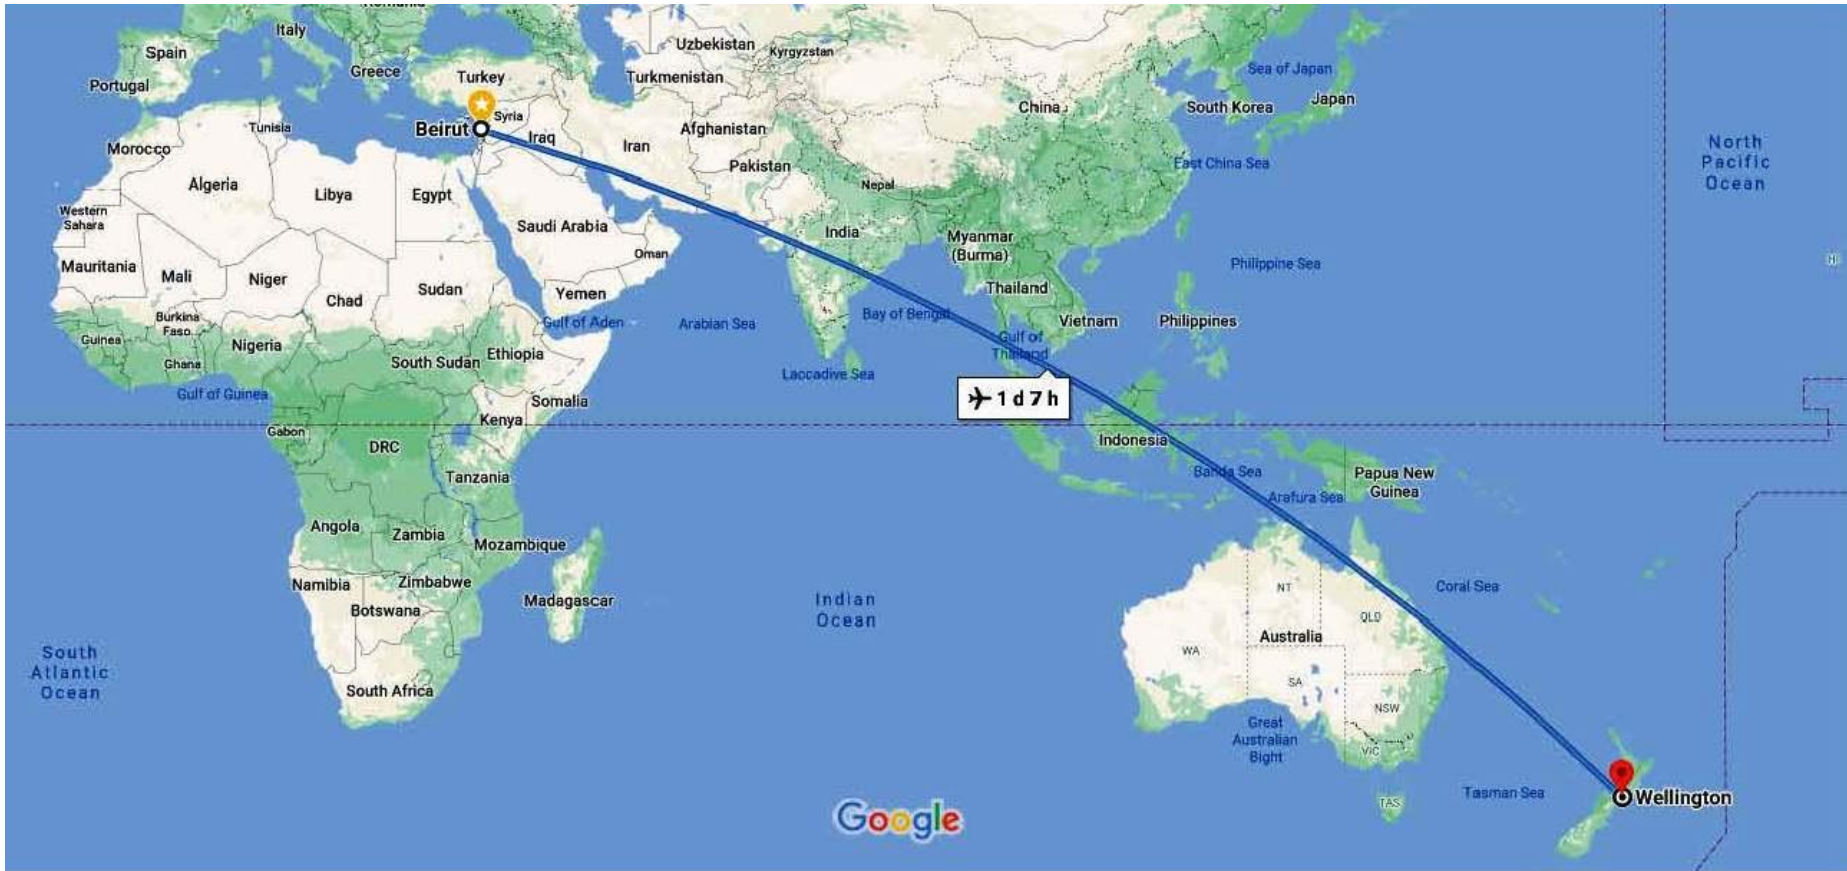 Italy
Spain
Portugal
Greece
Turkey
Uzbekistan
Kyrgyzstan
Turkmenistan
Sea of Japan
China
South Korea
Japan
Beirut
Syria
Tunisia
Iraq
Iran
Afghanistan
Morocco
Pakistan
East China Sea
North
Pacific
Ocean
Algeria
Libya
Egypt
Nepal
Western
Sahara
Saudi Arabia
India
Myanmar
(Burma)
Oman
Mauritania
Mali
Niger
Chad
Sudan
Yemen
Thailand
Philippine Sea
H
Burkina
Faso
Guinea
Ghana
Nigeria
South Sudan
Ethiopia
Gulf of Aden
Arabian Sea
Bay of Bengal
Gulf of
Thailand
Vietnam
Philippines
Laccadive Sea
Gulf of Guinea
Somalia
1 d 7 h
Kenya
Gabon
DRC
Indonesia
Tanzania
Banda Sea
Arafura Sea
Papua New
Guinea
Angola
Zambia
Mozambique
Namibia
Zimbabwe
Botswana
Madagascar
Indian
Ocean
NT
Coral Sea
QLD
Australia
WA
SA
NSW
South
Atlantic
Ocean
South Africa
Great
Australian
Bight
VIC
Tasman Sea
TAS
Wellington
Google